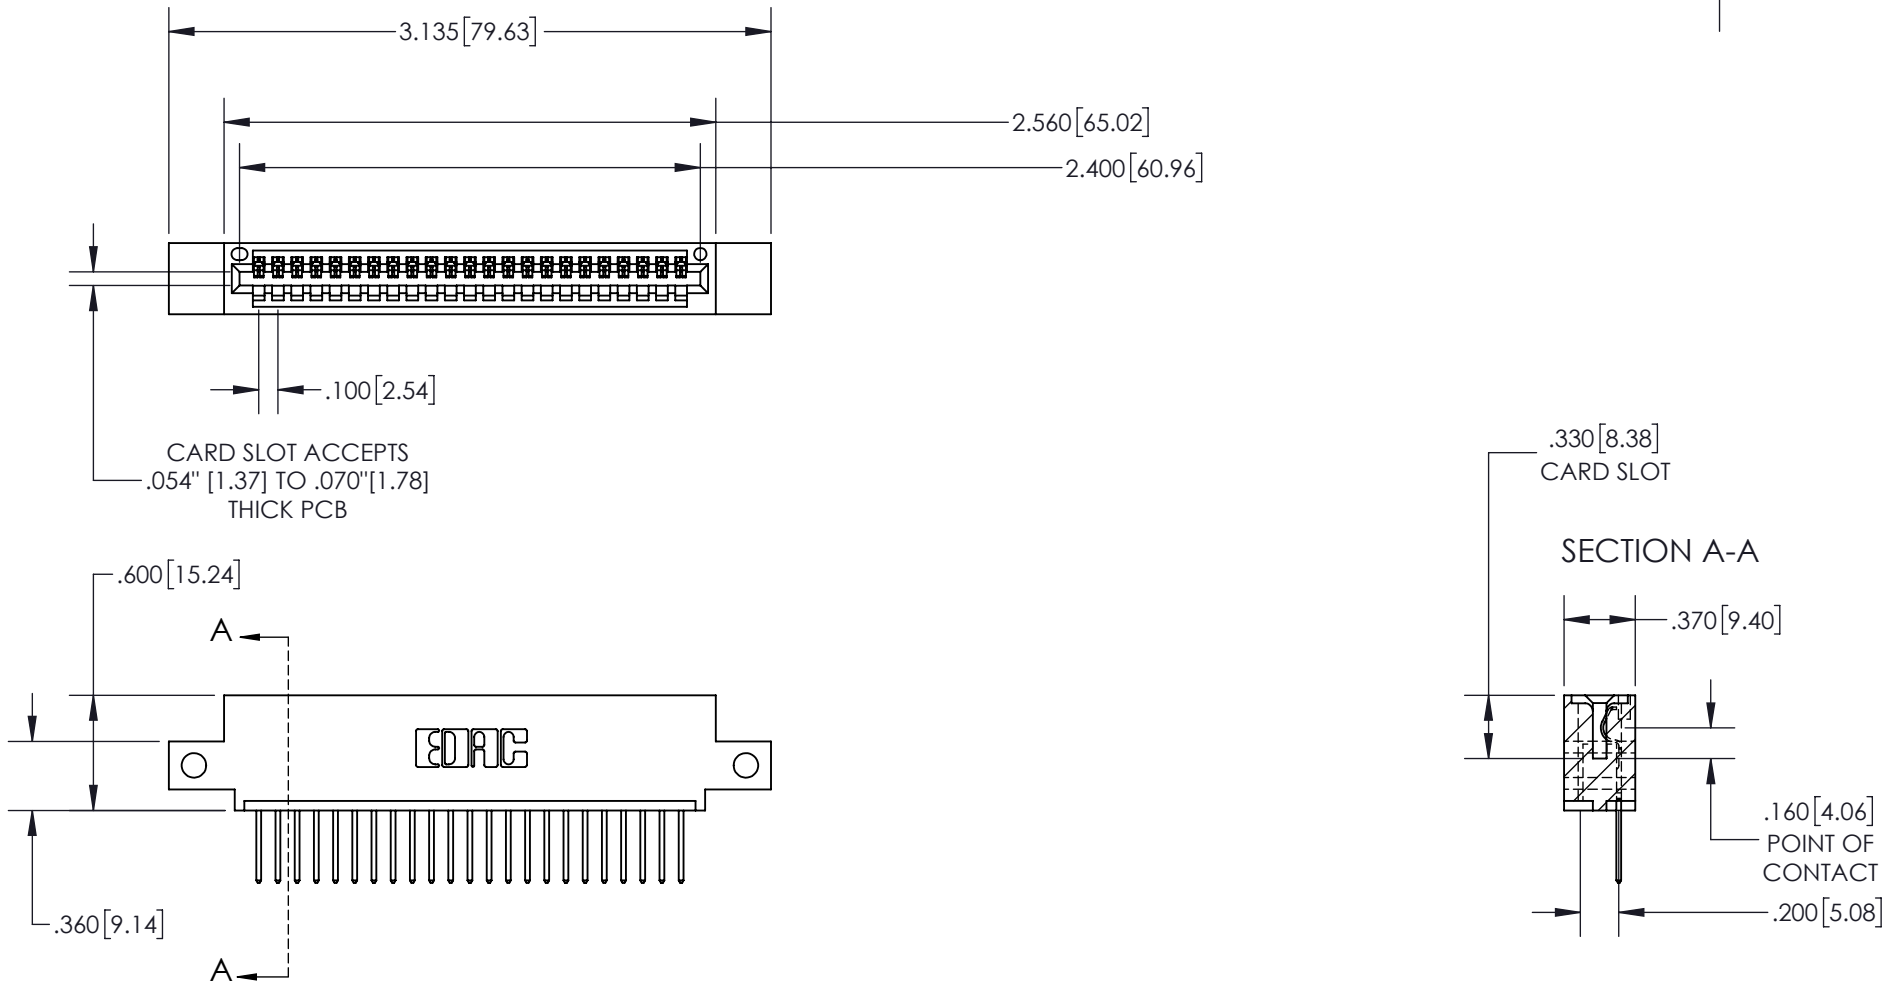 3.135[79.63]
2.560[65.02]
2.400[60.96]
.100[2.54]
CARD SLOT ACCEPTS
.054" [1.37] TO .070"[1.78]
THICK PCB
.330[8.38]
CARD SLOT
SECTION A-A
.600[15.24]
A
.370[9.40]
EDAC
.160[4.06]
POINT OF
CONTACT
.200[5.08]
.360[9.14]
A